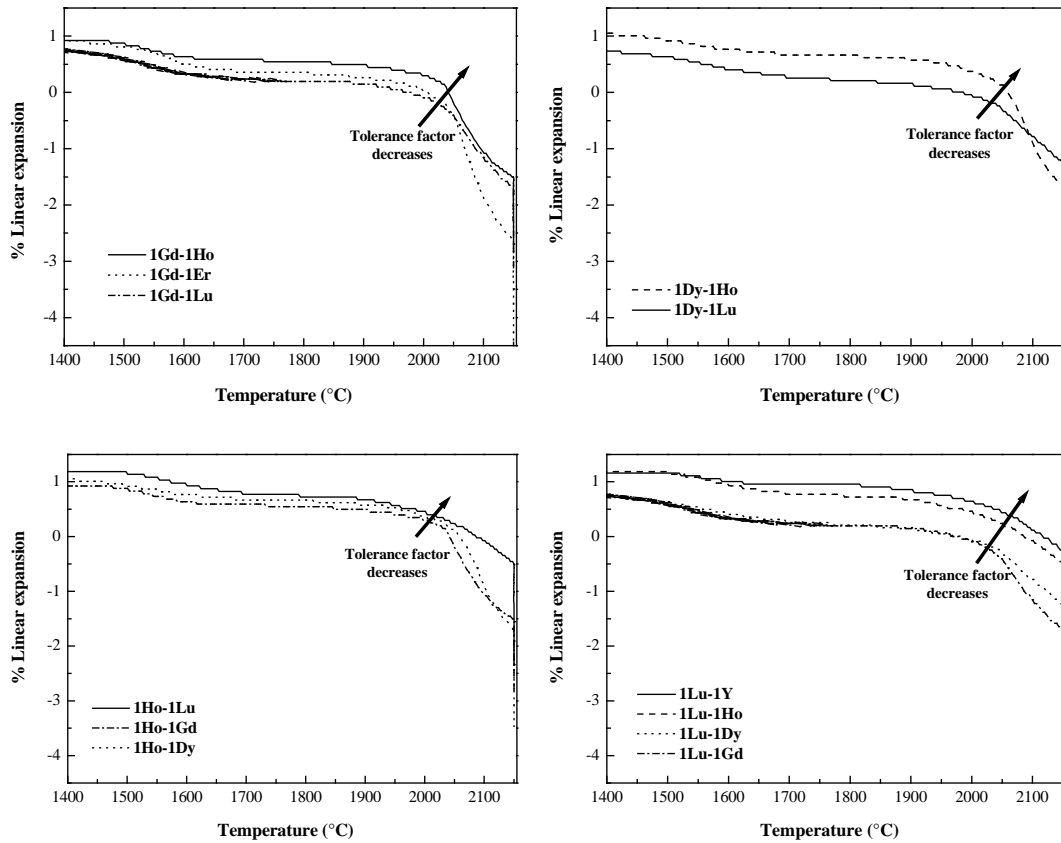 % Linear expansion
1
0
-1
-2
-3
-4
Tolerance factor
decreases
1Gd-1Ho
1Gd-1Er
1Gd-1Lu
1400 1500 1600 1700 1800 1900 2000 2100
Temperature (°C)
% Linear expansion
1
0
-1
-2
-3
-4
Tolerance factor
decreases
1Dy-1Ho
1Dy-1Lu
1400 1500 1600 1700 1800 1900 2000 2100
Temperature (°C)
% Linear expansion
1
0
-1
-2
-3
-4
Tolerance factor
decreases
1Ho-1Lu
1Ho-1Gd
1Ho-1Dy
1400 1500 1600 1700 1800 1900 2000 2100
Temperature (°C)
% Linear expansion
1
0
-1
-2
-3
-4
Tolerance factor
decreases
1Lu-1Y
1Lu-1Ho
1Lu-1Dy
1Lu-1Gd
1400 1500 1600 1700 1800 1900 2000 2100
Temperature (°C)